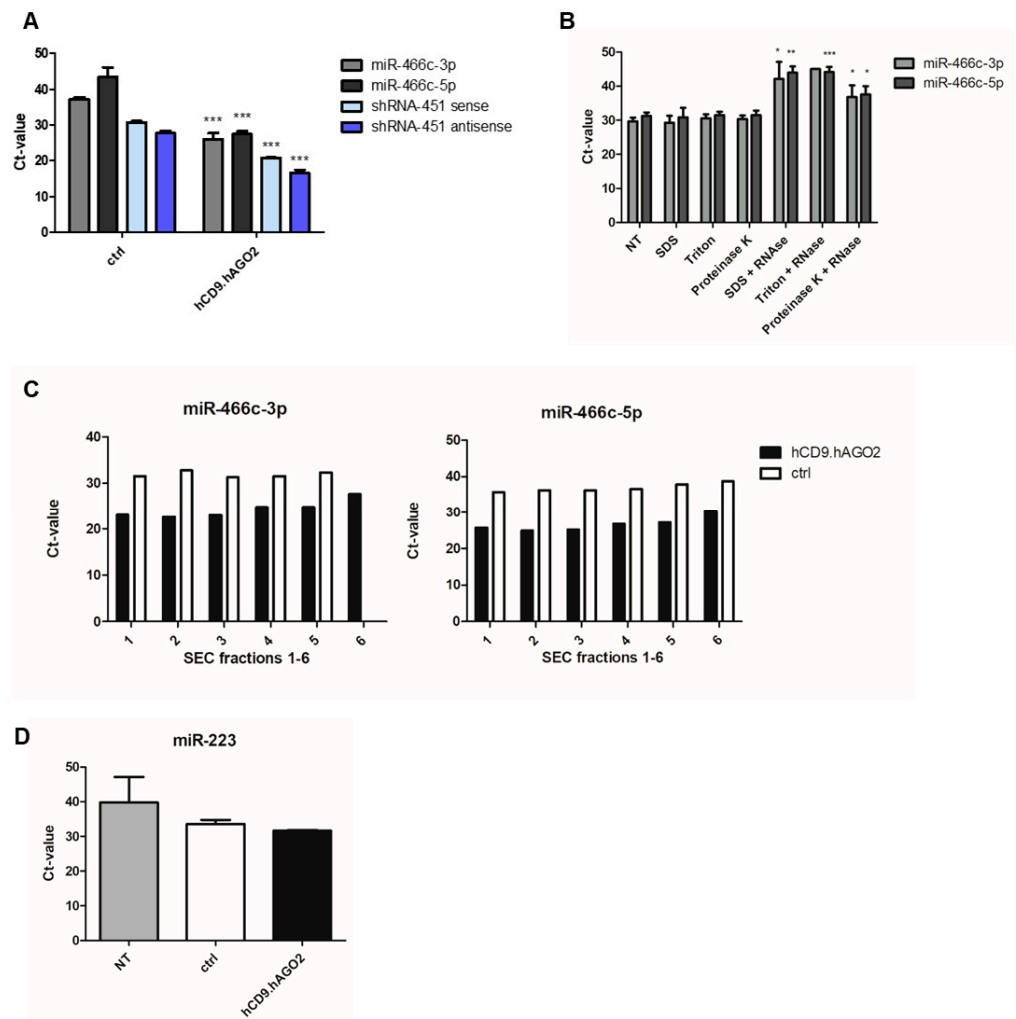 A
50
40
30
20
10
0
Ct-value
ctrl
hCD9.hAGO2
*** *** *** ***
miR-466c-3p
miR-466c-5p
shRNA-451 sense
shRNA-451 antisense
B
50
40
30
20
10
0
Ct-value
* ** *** * *
NT
SDS
Triton
Proteinase K
SDS + RNAse
Triton + RNase
Proteinase K + RNase
miR-466c-3p
miR-466c-5p
C
miR-466c-3p
40
30
20
10
0
Ct-value
1 2 3 4 5 6
SEC fractions 1-6
miR-466c-5p
50
40
30
20
10
0
Ct-value
1 2 3 4 5 6
SEC fractions 1-6
hCD9.hAGO2
ctrl
D
miR-223
50
40
30
20
10
0
Ct-value
NT
ctrl
hCD9.hAGO2